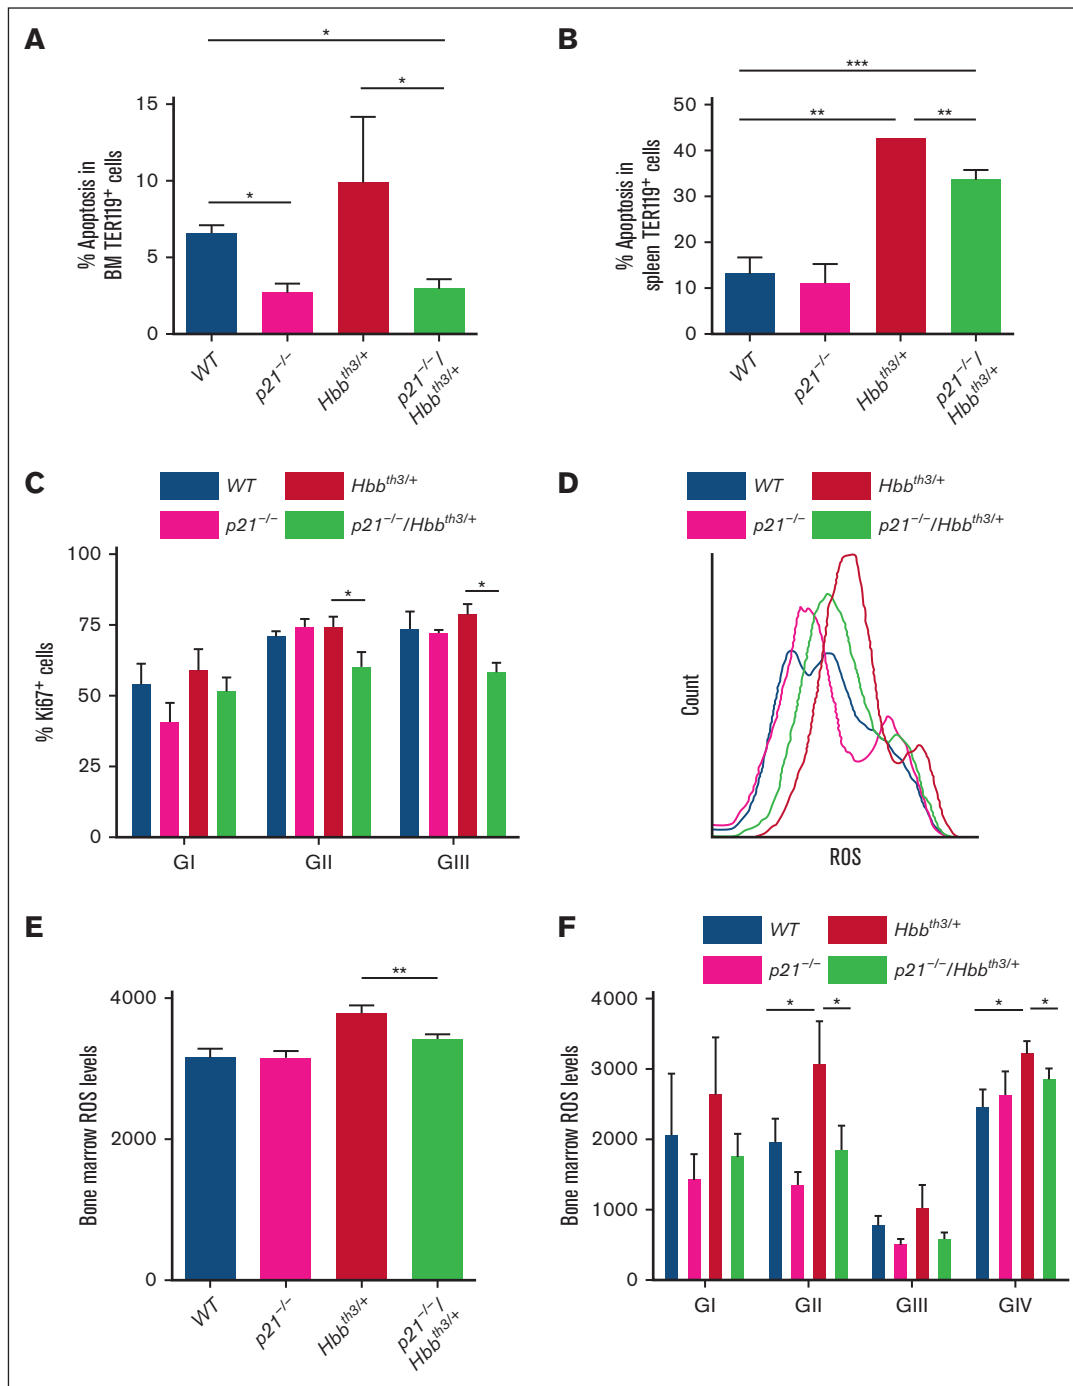 A
*
*
*
15
10
5
0
% Apoptosis in
BM TER119+ cells
WT
p21−/−
Hbbth3/+
p21−/−/
Hbbth3/+
B
***
**
**
50
40
30
20
10
0
% Apoptosis in
spleen TER119+ cells
WT
p21−/−
Hbbth3/+
p21−/−/
Hbbth3/+
C
WT
Hbbth3/+
p21−/−
p21−/−/Hbbth3/+
100
75
50
25
0
% Ki67+ cells
*
*
GI
GII
GIII
D
WT
Hbbth3/+
p21−/−
p21−/−/Hbbth3/+
Count
ROS
E
**
4000
2000
0
Bone marrow ROS levels
WT
p21−/−
Hbbth3/+
p21−/−/
Hbbth3/+
F
WT
Hbbth3/+
p21−/−
p21−/−/Hbbth3/+
4000
3000
2000
1000
0
Bone marrow ROS levels
*
*
*
*
GI
GII
GIII
GIV